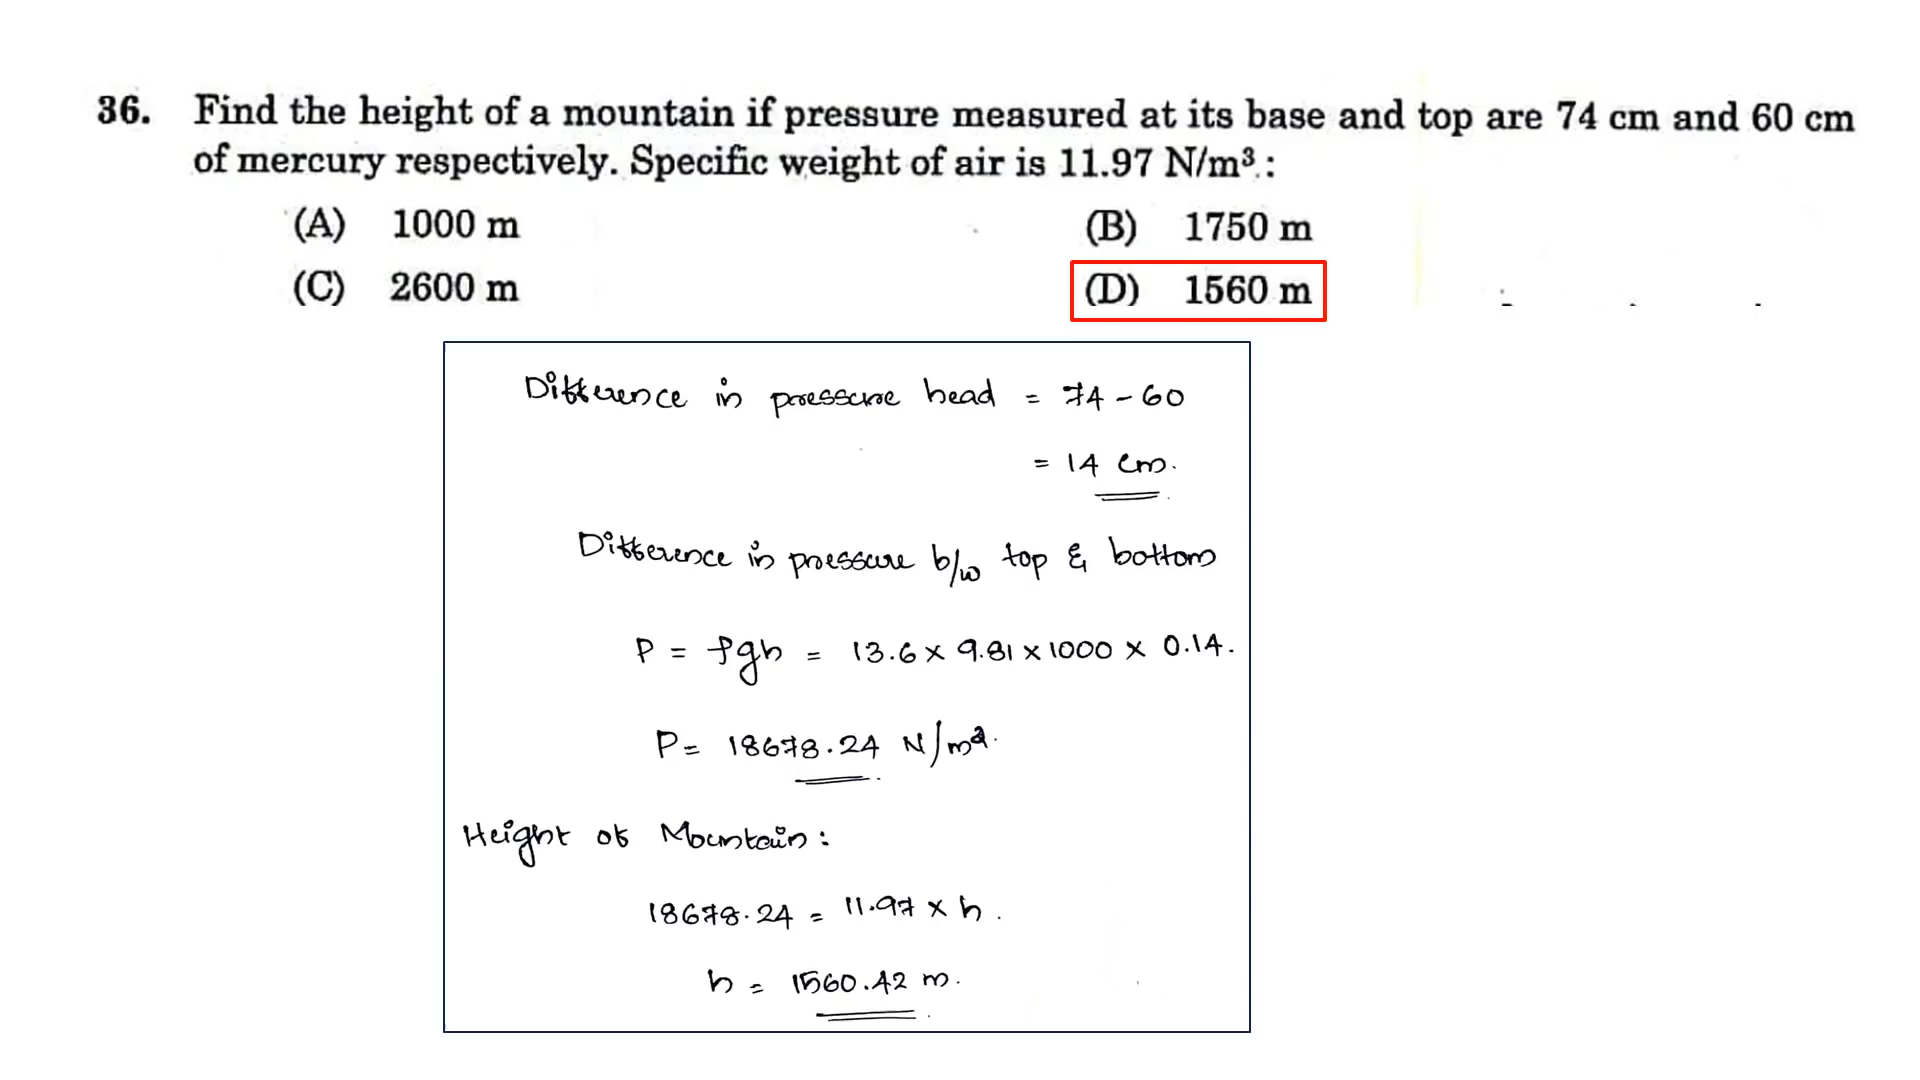 36. Find the height of a mountain if pressure measured at its base and top are 74 cm and 60 cm
of mercury respectively. Specific weight of air is 11.97 N/m³ :
(A) 1000 m (B) 1750 m
(C) 2600 m (D) 1560 m
Difference in pressure head = 74 - 60
= 14 cm.
Difference in pressure b/w top & bottom
P = ρgh = 13.6 x 9.81 x 1000 x 0.14.
P = 18678.24 N/m².
Height of Mountain :
18678.24 = 11.97 x h .
h = 1560.42 m.